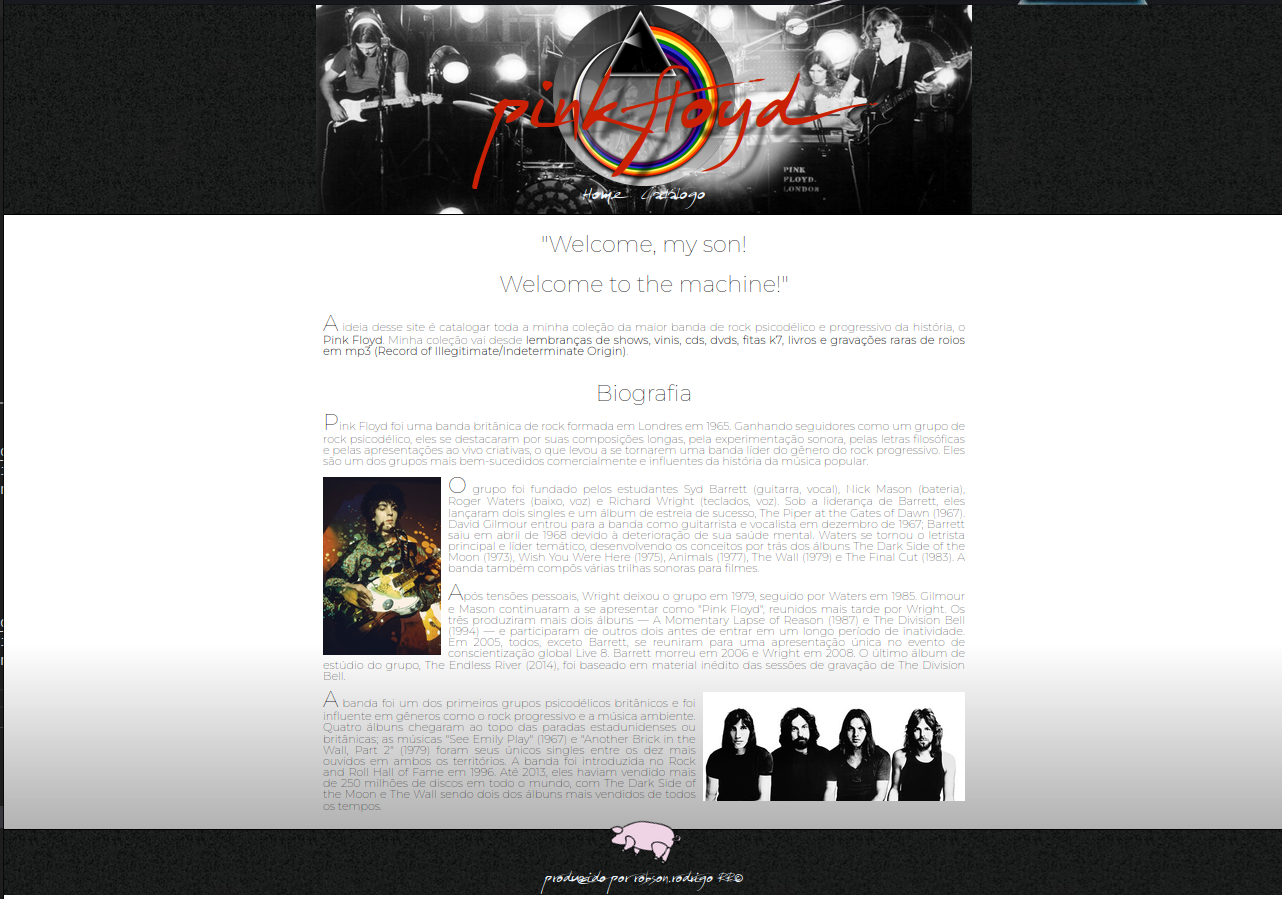 pink floyd
PINK
FLOYD.
LONDON
Home Catálogo
"Welcome, my son!
Welcome to the machine!"
A ideia desse site é catalogar toda a minha coleção da maior banda de rock psicodélico e progressivo da história, o
Pink Floyd. Minha coleção vai desde lembranças de shows, vinis, cds, dvds, fitas k7, livros e gravações raras de roios
em mp3 (Record of Illegitimate/Indeterminate Origin).
Biografia
Pink Floyd foi uma banda britânica de rock formada em Londres em 1965. Ganhando seguidores como um grupo de
rock psicodélico, eles se destacaram por suas composições longas, pela experimentação sonora, pelas letras filosóficas
e pelas apresentações ao vivo criativas, o que levou a se tornarem uma banda líder do gênero do rock progressivo. Eles
são um dos grupos mais bem-sucedidos comercialmente e influentes da história da música popular.
O grupo foi fundado pelos estudantes Syd Barrett (guitarra, vocal), Nick Mason (bateria),
Roger Waters (baixo, voz) e Richard Wright (teclados, voz). Sob a liderança de Barrett, eles
lançaram dois singles e um álbum de estreia de sucesso, The Piper at the Gates of Dawn (1967).
David Gilmour entrou para a banda como guitarrista e vocalista em dezembro de 1967; Barrett
saiu em abril de 1968 devido à deterioração de sua saúde mental. Waters se tornou o letrista
principal e líder temático, desenvolvendo os conceitos por trás dos álbuns The Dark Side of the
Moon (1973), Wish You Were Here (1975), Animals (1977), The Wall (1979) e The Final Cut (1983). A
banda também compôs várias trilhas sonoras para filmes.
Após tensões pessoais, Wright deixou o grupo em 1979, seguido por Waters em 1985. Gilmour
e Mason continuaram a se apresentar como "Pink Floyd", reunidos mais tarde por Wright. Os
três produziram mais dois álbuns — A Momentary Lapse of Reason (1987) e The Division Bell
(1994) — e participaram de outros dois antes de entrar em um longo período de inatividade.
Em 2005, todos, exceto Barrett, se reuniram para uma apresentação única no evento de
conscientização global Live 8. Barrett morreu em 2006 e Wright em 2008. O último álbum de
estúdio do grupo, The Endless River (2014), foi baseado em material inédito das sessões de gravação de The Division
Bell.
A banda foi um dos primeiros grupos psicodélicos britânicos e foi
influente em gêneros como o rock progressivo e a música ambiente.
Quatro álbuns chegaram ao topo das paradas estadunidenses ou
britânicas; as músicas "See Emily Play" (1967) e "Another Brick in the
Wall, Part 2" (1979) foram seus únicos singles entre os dez mais
ouvidos em ambos os territórios. A banda foi introduzida no Rock
and Roll Hall of Fame em 1996. Até 2013, eles haviam vendido mais
de 250 milhões de discos em todo o mundo, com The Dark Side of
the Moon e The Wall sendo dois dos álbuns mais vendidos de todos
os tempos.
produzido por robson.rodrigo RR©